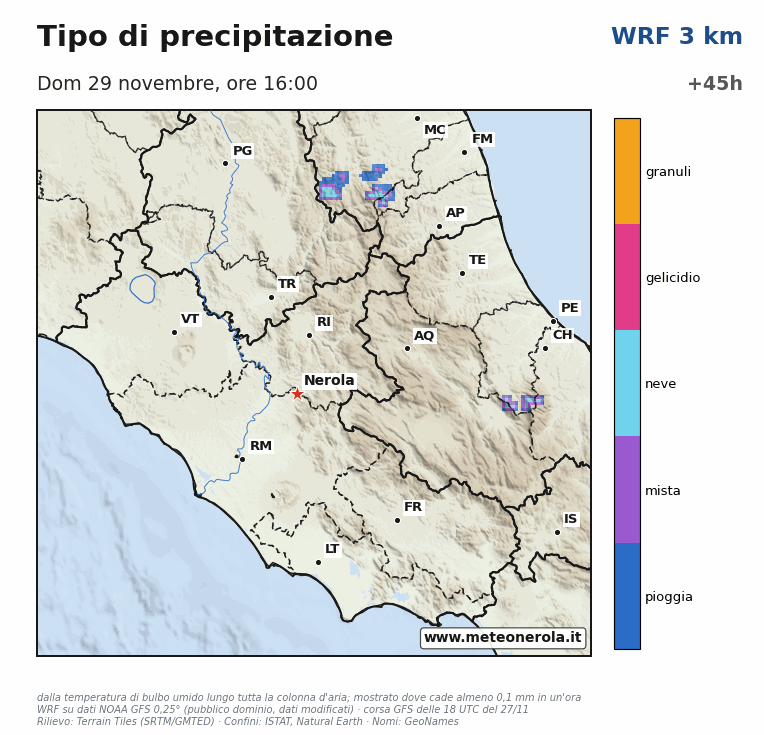 Tipo di precipitazione
WRF 3 km
Dom 29 novembre, ore 16:00
+45h
MC
FM
PG
granuli
AP
TE
gelicidio
TR
PE
VT
RI
AQ
CH
Nerola
neve
RM
mista
FR
IS
LT
pioggia
www.meteonerola.it
dalla temperatura di bulbo umido lungo tutta la colonna d'aria; mostrato dove cade almeno 0,1 mm in un'ora
WRF su dati NOAA GFS 0,25° (pubblico dominio, dati modificati) · corsa GFS delle 18 UTC del 27/11
Rilievo: Terrain Tiles (SRTM/GMTED) · Confini: ISTAT, Natural Earth · Nomi: GeoNames